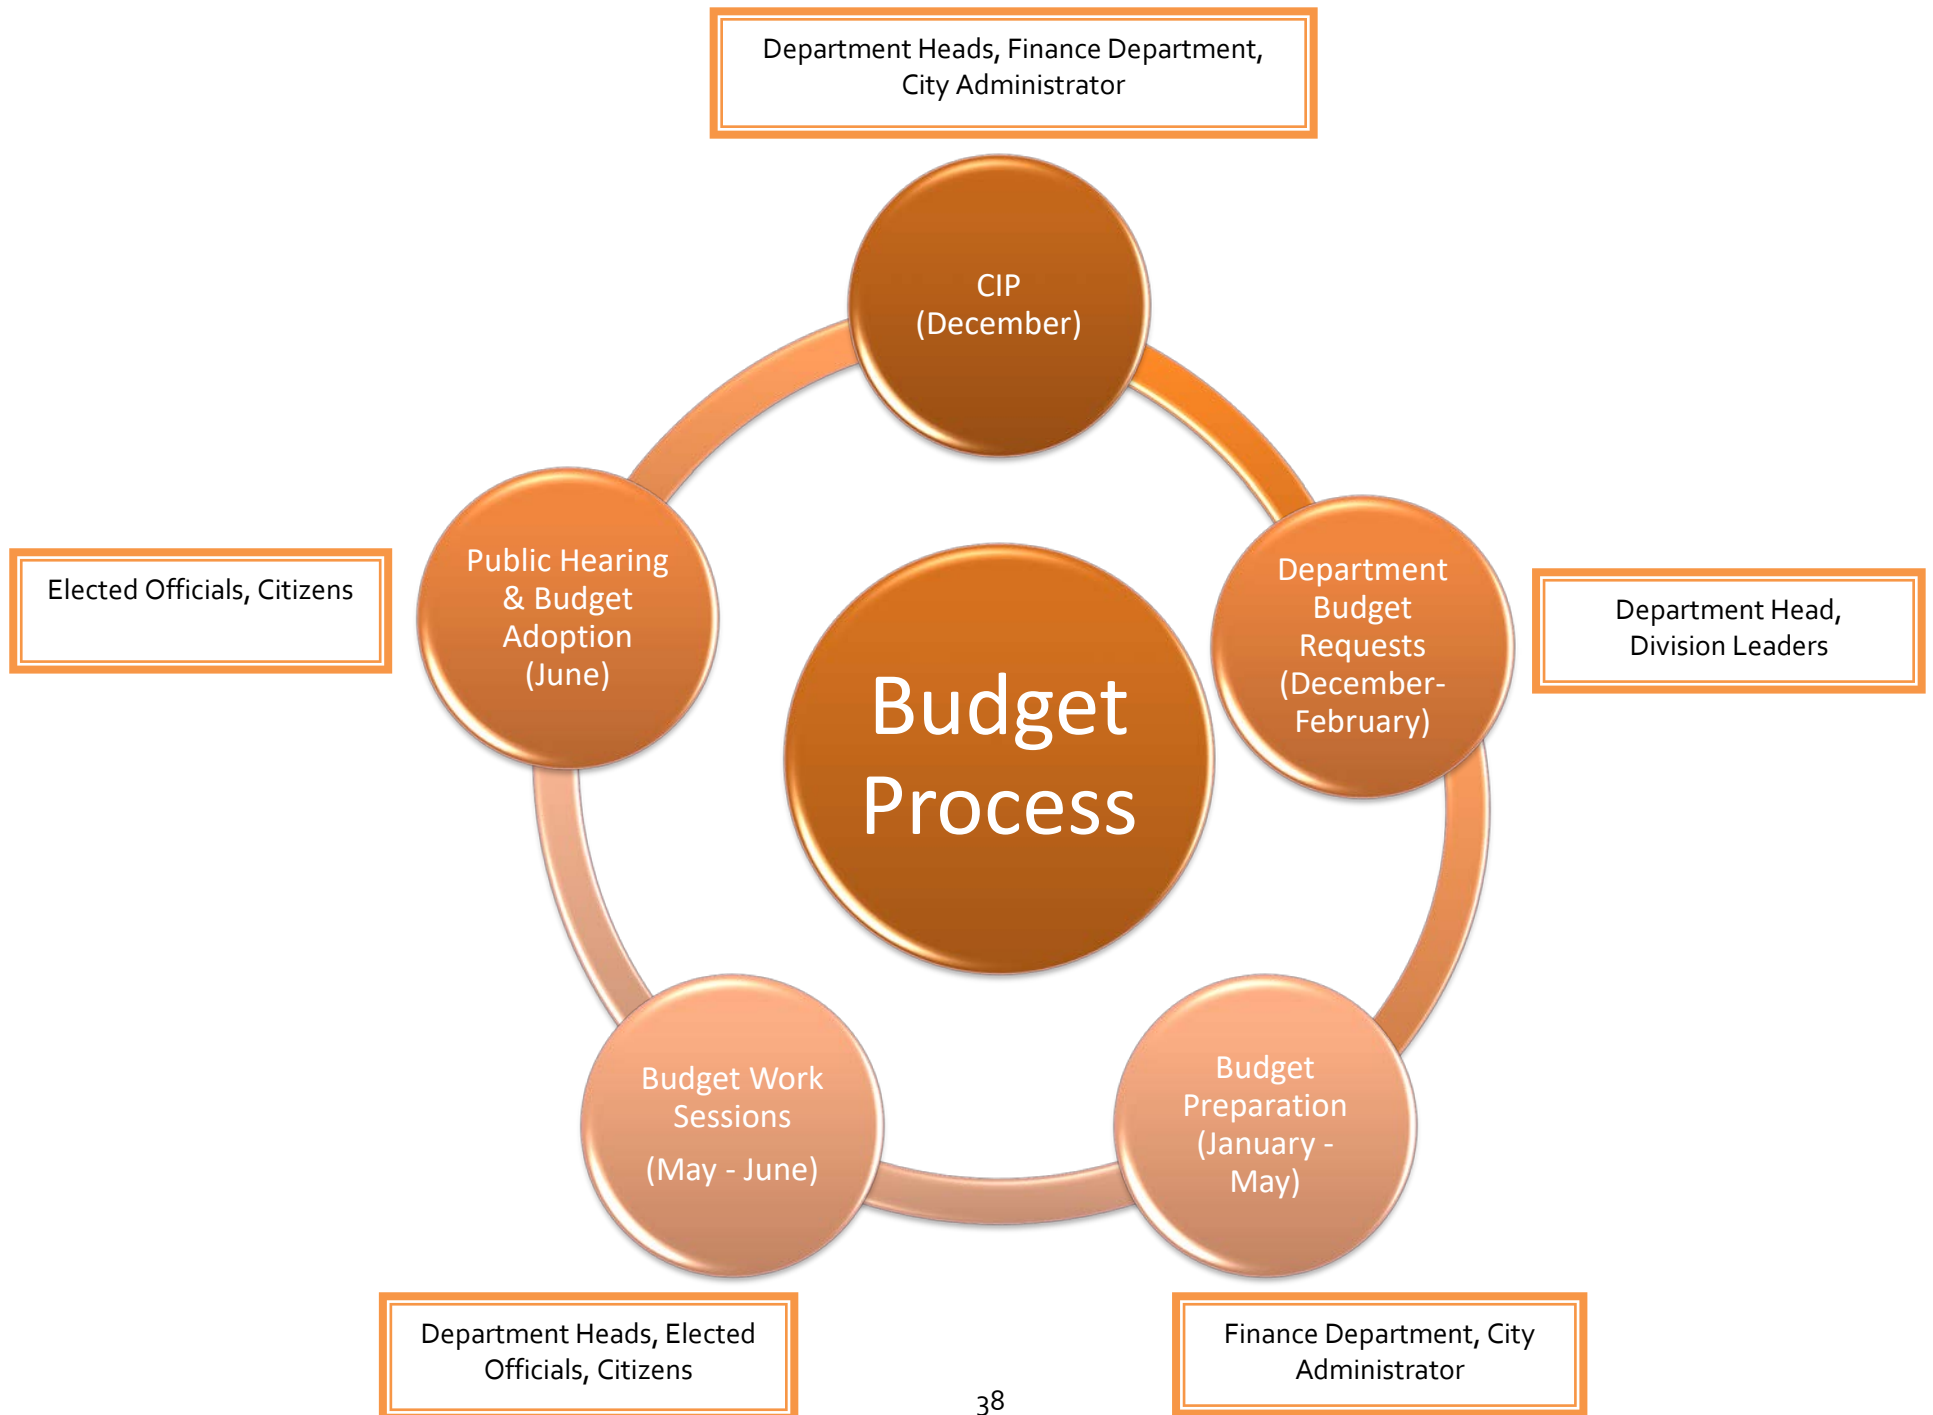 Department Heads, Finance Department,
City Administrator
CIP
(December)
Department
Budget
Requests
(December-
February)
Department Head,
Division Leaders
Budget
Preparation
(January -
May)
Finance Department, City
Administrator
Budget Work
Sessions
(May - June)
Department Heads, Elected
Officials, Citizens
Public Hearing
& Budget
Adoption
(June)
Elected Officials, Citizens
Budget
Process
38